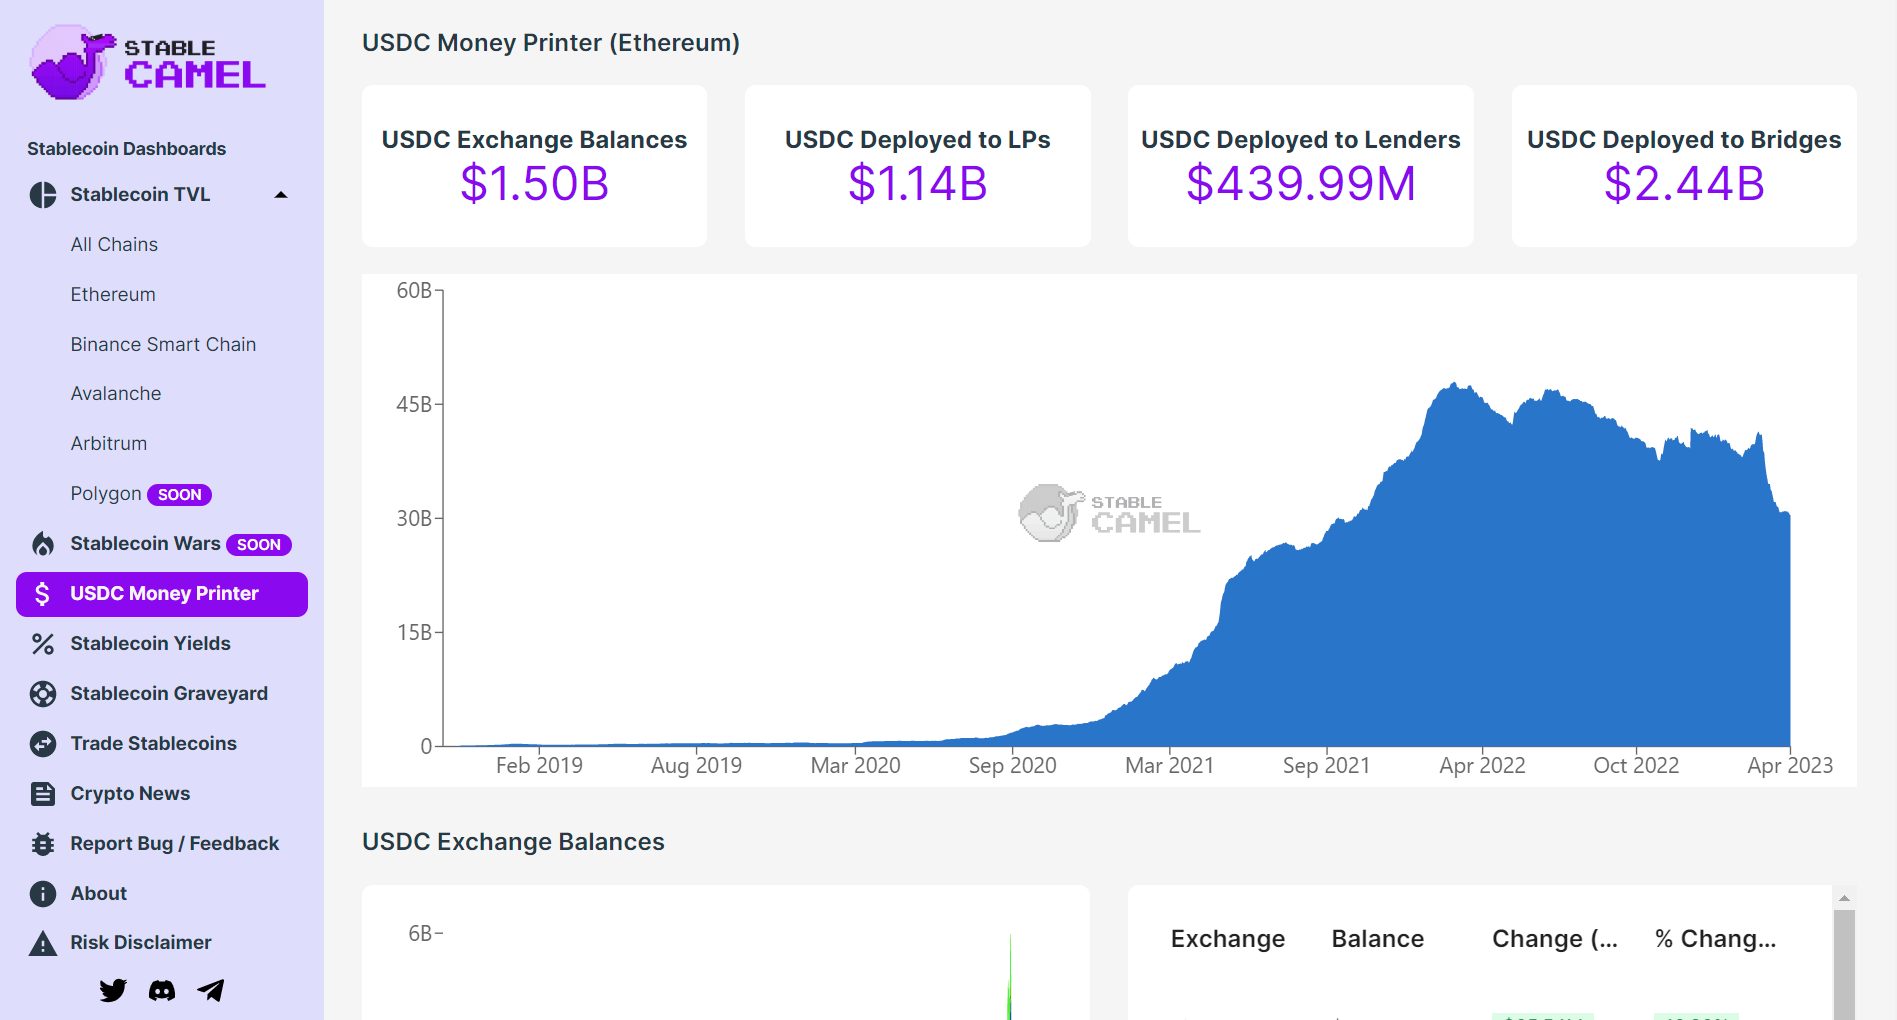 STABLE
CAMEL
Stablecoin Dashboards
Stablecoin TVL
All Chains
Ethereum
Binance Smart Chain
Avalanche
Arbitrum
Polygon SOON
Stablecoin Wars SOON
$ USDC Money Printer
Stablecoin Yields
Stablecoin Graveyard
Trade Stablecoins
Crypto News
Report Bug / Feedback
About
Risk Disclaimer
USDC Money Printer (Ethereum)
USDC Exchange Balances
$1.50B
USDC Deployed to LPs
$1.14B
USDC Deployed to Lenders
$439.99M
USDC Deployed to Bridges
$2.44B
60B
45B
30B
15B
0
STABLE
CAMEL
Feb 2019 Aug 2019 Mar 2020 Sep 2020 Mar 2021 Sep 2021 Apr 2022 Oct 2022 Apr 2023
USDC Exchange Balances
6B
Exchange Balance Change (... % Chang...